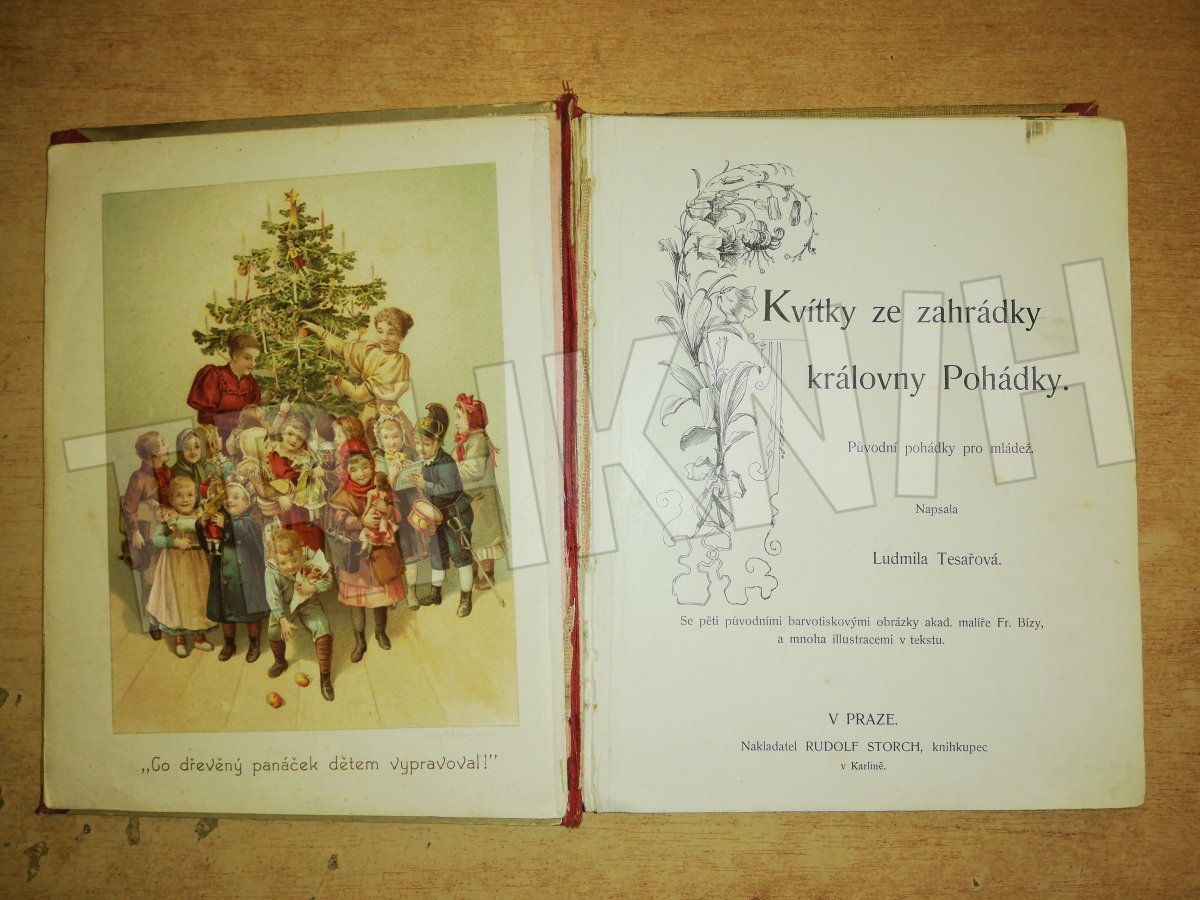 „Co dřevěný panáček dětem vypravoval!"
Kvítky ze zahrádky
královny Pohádky.
Původní pohádky pro mládež.
Napsala
Ludmila Tesařová.
Se pěti původními barvotiskovými obrázky akad. malíře Fr. Bízy,
a mnoha illustracemi v tekstu.
V PRAZE.
Nakladatel RUDOLF STORCH, knihkupec
v Karlině.